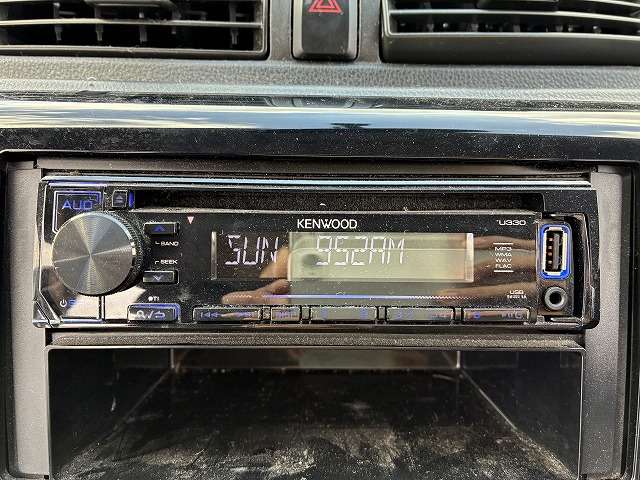 AUD
KENWOOD
U330
BAND
SEEK
SUN 952AM
MP3
WMA
WAV
FLAC
USB